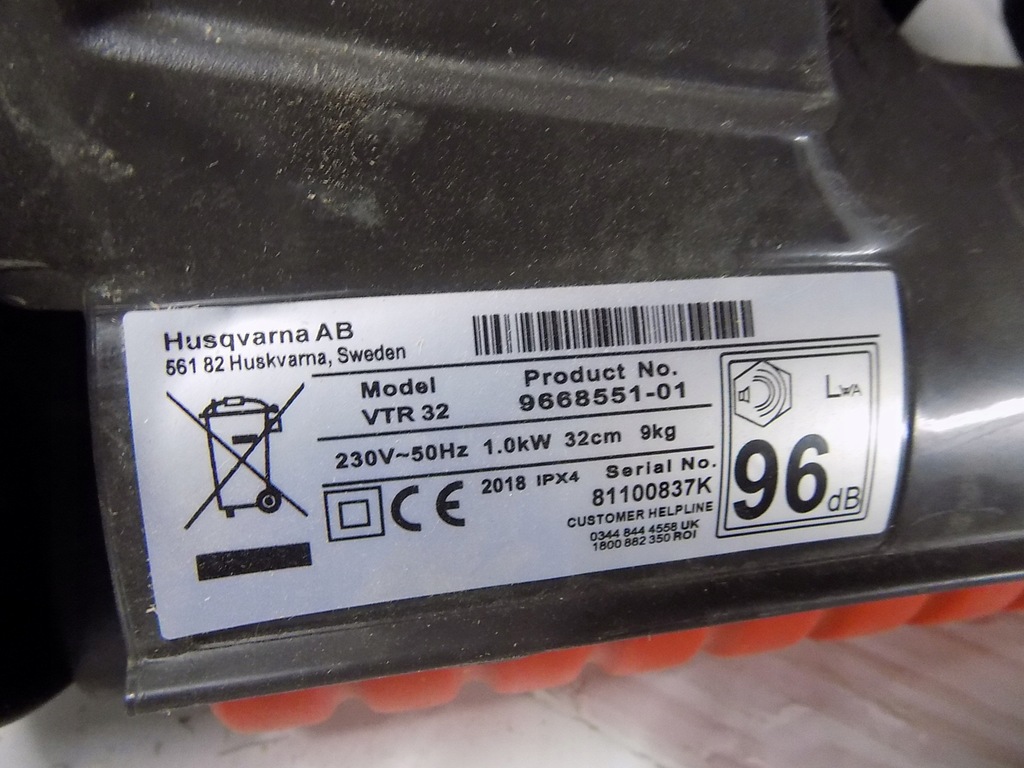 Husqvarna AB
561 82 Huskvarna, Sweden
Model
VTR 32
Product No.
9668551-01
230V~50Hz 1.0kW 32cm 9kg
CE
2018 IPX4
Serial No.
81100837K
CUSTOMER HELPLINE
0344 844 4558 UK
1800 882 350 ROI
LWA
96dB